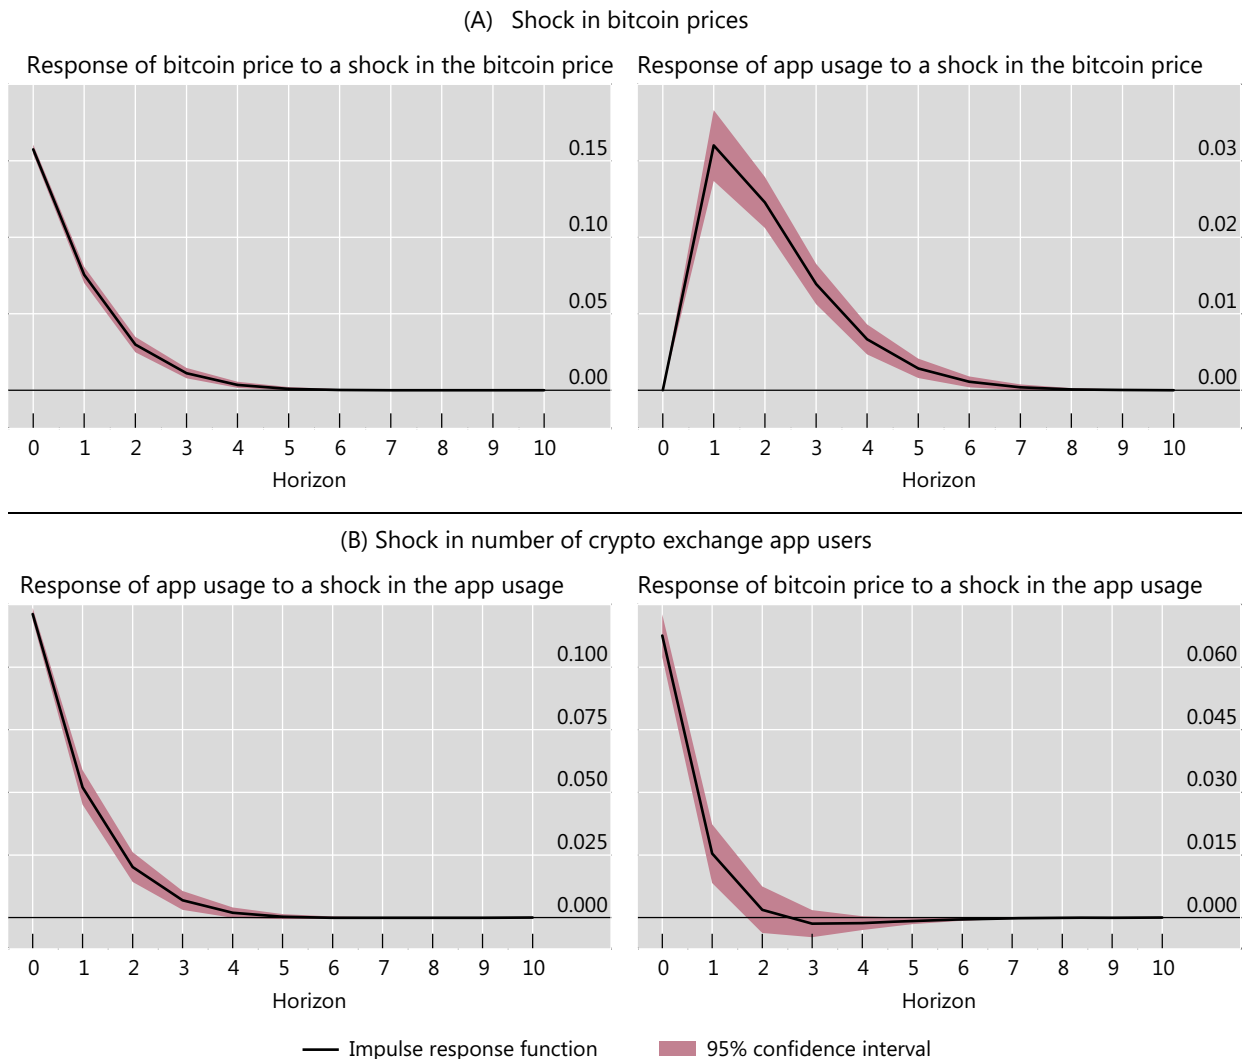 (A) Shock in bitcoin prices
Response of bitcoin price to a shock in the bitcoin price
0.15
0.10
0.05
0.00
0 1 2 3 4 5 6 7 8 9 10
Horizon
Response of app usage to a shock in the bitcoin price
0.03
0.02
0.01
0.00
0 1 2 3 4 5 6 7 8 9 10
Horizon
(B) Shock in number of crypto exchange app users
Response of app usage to a shock in the app usage
0.100
0.075
0.050
0.025
0.000
0 1 2 3 4 5 6 7 8 9 10
Horizon
Response of bitcoin price to a shock in the app usage
0.060
0.045
0.030
0.015
0.000
0 1 2 3 4 5 6 7 8 9 10
Horizon
Impulse response function
95% confidence interval